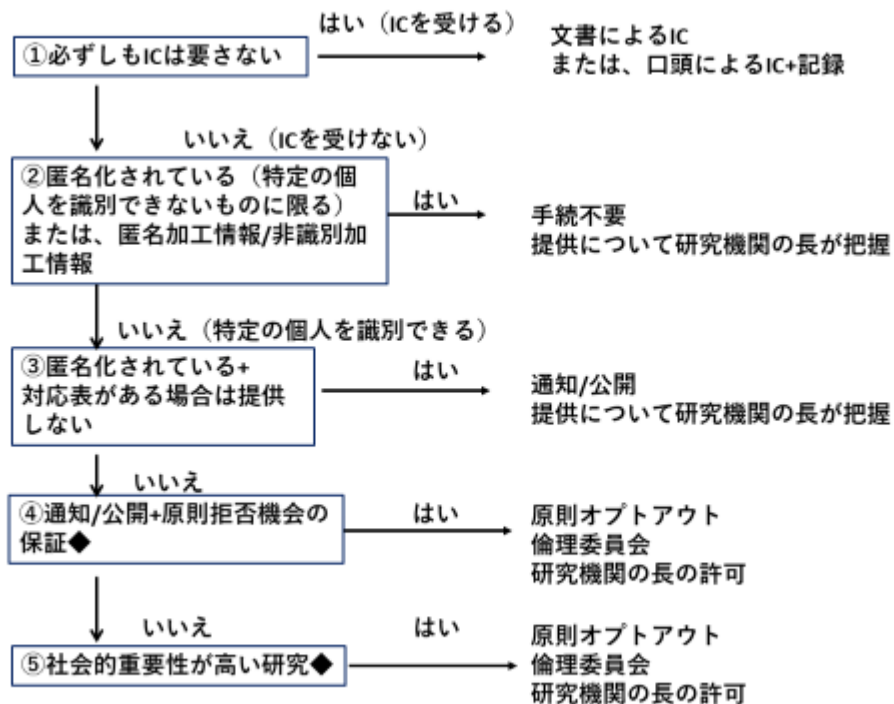 はい（ICを受ける）
①必ずしもICは要さない
文書によるIC
または、口頭によるIC+記録
いいえ（ICを受けない）
②匿名化されている（特定の個
人を識別できないものに限る）
または、匿名加工情報/非識別加
工情報
はい
手続不要
提供について研究機関の長が把握
いいえ（特定の個人を識別できる）
③匿名化されている+
対応表がある場合は提供
しない
はい
通知/公開
提供について研究機関の長が把握
いいえ
④通知/公開+原則拒否機会の
保証◆
はい
原則オプトアウト
倫理委員会
研究機関の長の許可
いいえ
⑤社会的重要性が高い研究◆
はい
原則オプトアウト
倫理委員会
研究機関の長の許可